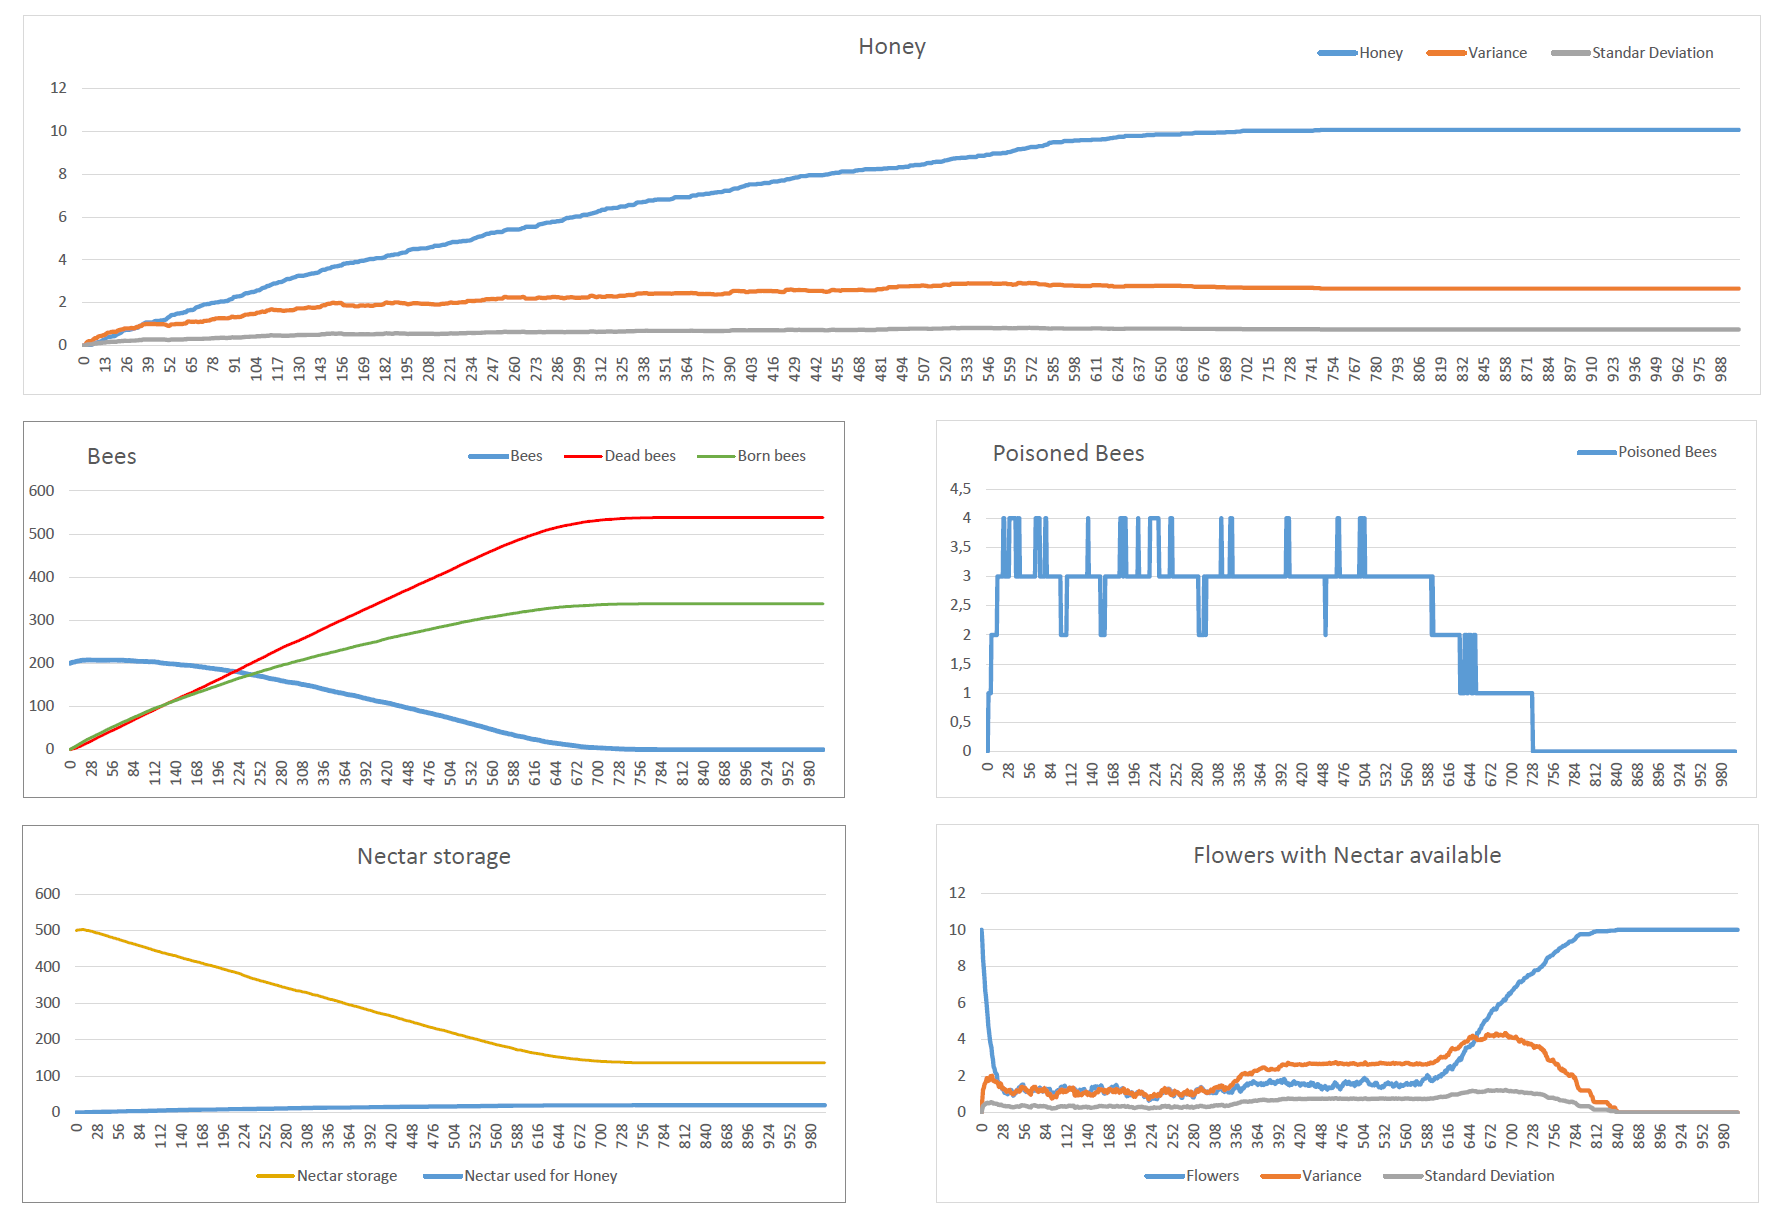 Honey
Honey Variance Standar Deviation
12
10
8
6
4
2
0
0 13 26 39 52 65 78 91 104 117 130 143 156 169 182 195 208 221 234 247 260 273 286 299 312 325 338 351 364 377 390 403 416 429 442 455 468 481 494 507 520 533 546 559 572 585 598 611 624 637 650 663 676 689 702 715 728 741 754 767 780 793 806 819 832 845 858 871 884 897 910 923 936 949 962 975 988
Bees
Bees Dead bees Born bees
600
500
400
300
200
100
0
0 28 56 84 112 140 168 196 224 252 280 308 336 364 392 420 448 476 504 532 560 588 616 644 672 700 728 756 784 812 840 868 896 924 952 980
Poisoned Bees
Poisoned Bees
4,5
4
3,5
3
2,5
2
1,5
1
0,5
0
0 28 56 84 112 140 168 196 224 252 280 308 336 364 392 420 448 476 504 532 560 588 616 644 672 700 728 756 784 812 840 868 896 924 952 980
Nectar storage
600
500
400
300
200
100
0
0 28 56 84 112 140 168 196 224 252 280 308 336 364 392 420 448 476 504 532 560 588 616 644 672 700 728 756 784 812 840 868 896 924 952 980
Nectar storage Nectar used for Honey
Flowers with Nectar available
12
10
8
6
4
2
0
0 28 56 84 112 140 168 196 224 252 280 308 336 364 392 420 448 476 504 532 560 588 616 644 672 700 728 756 784 812 840 868 896 924 952 980
Flowers Variance Standard Deviation